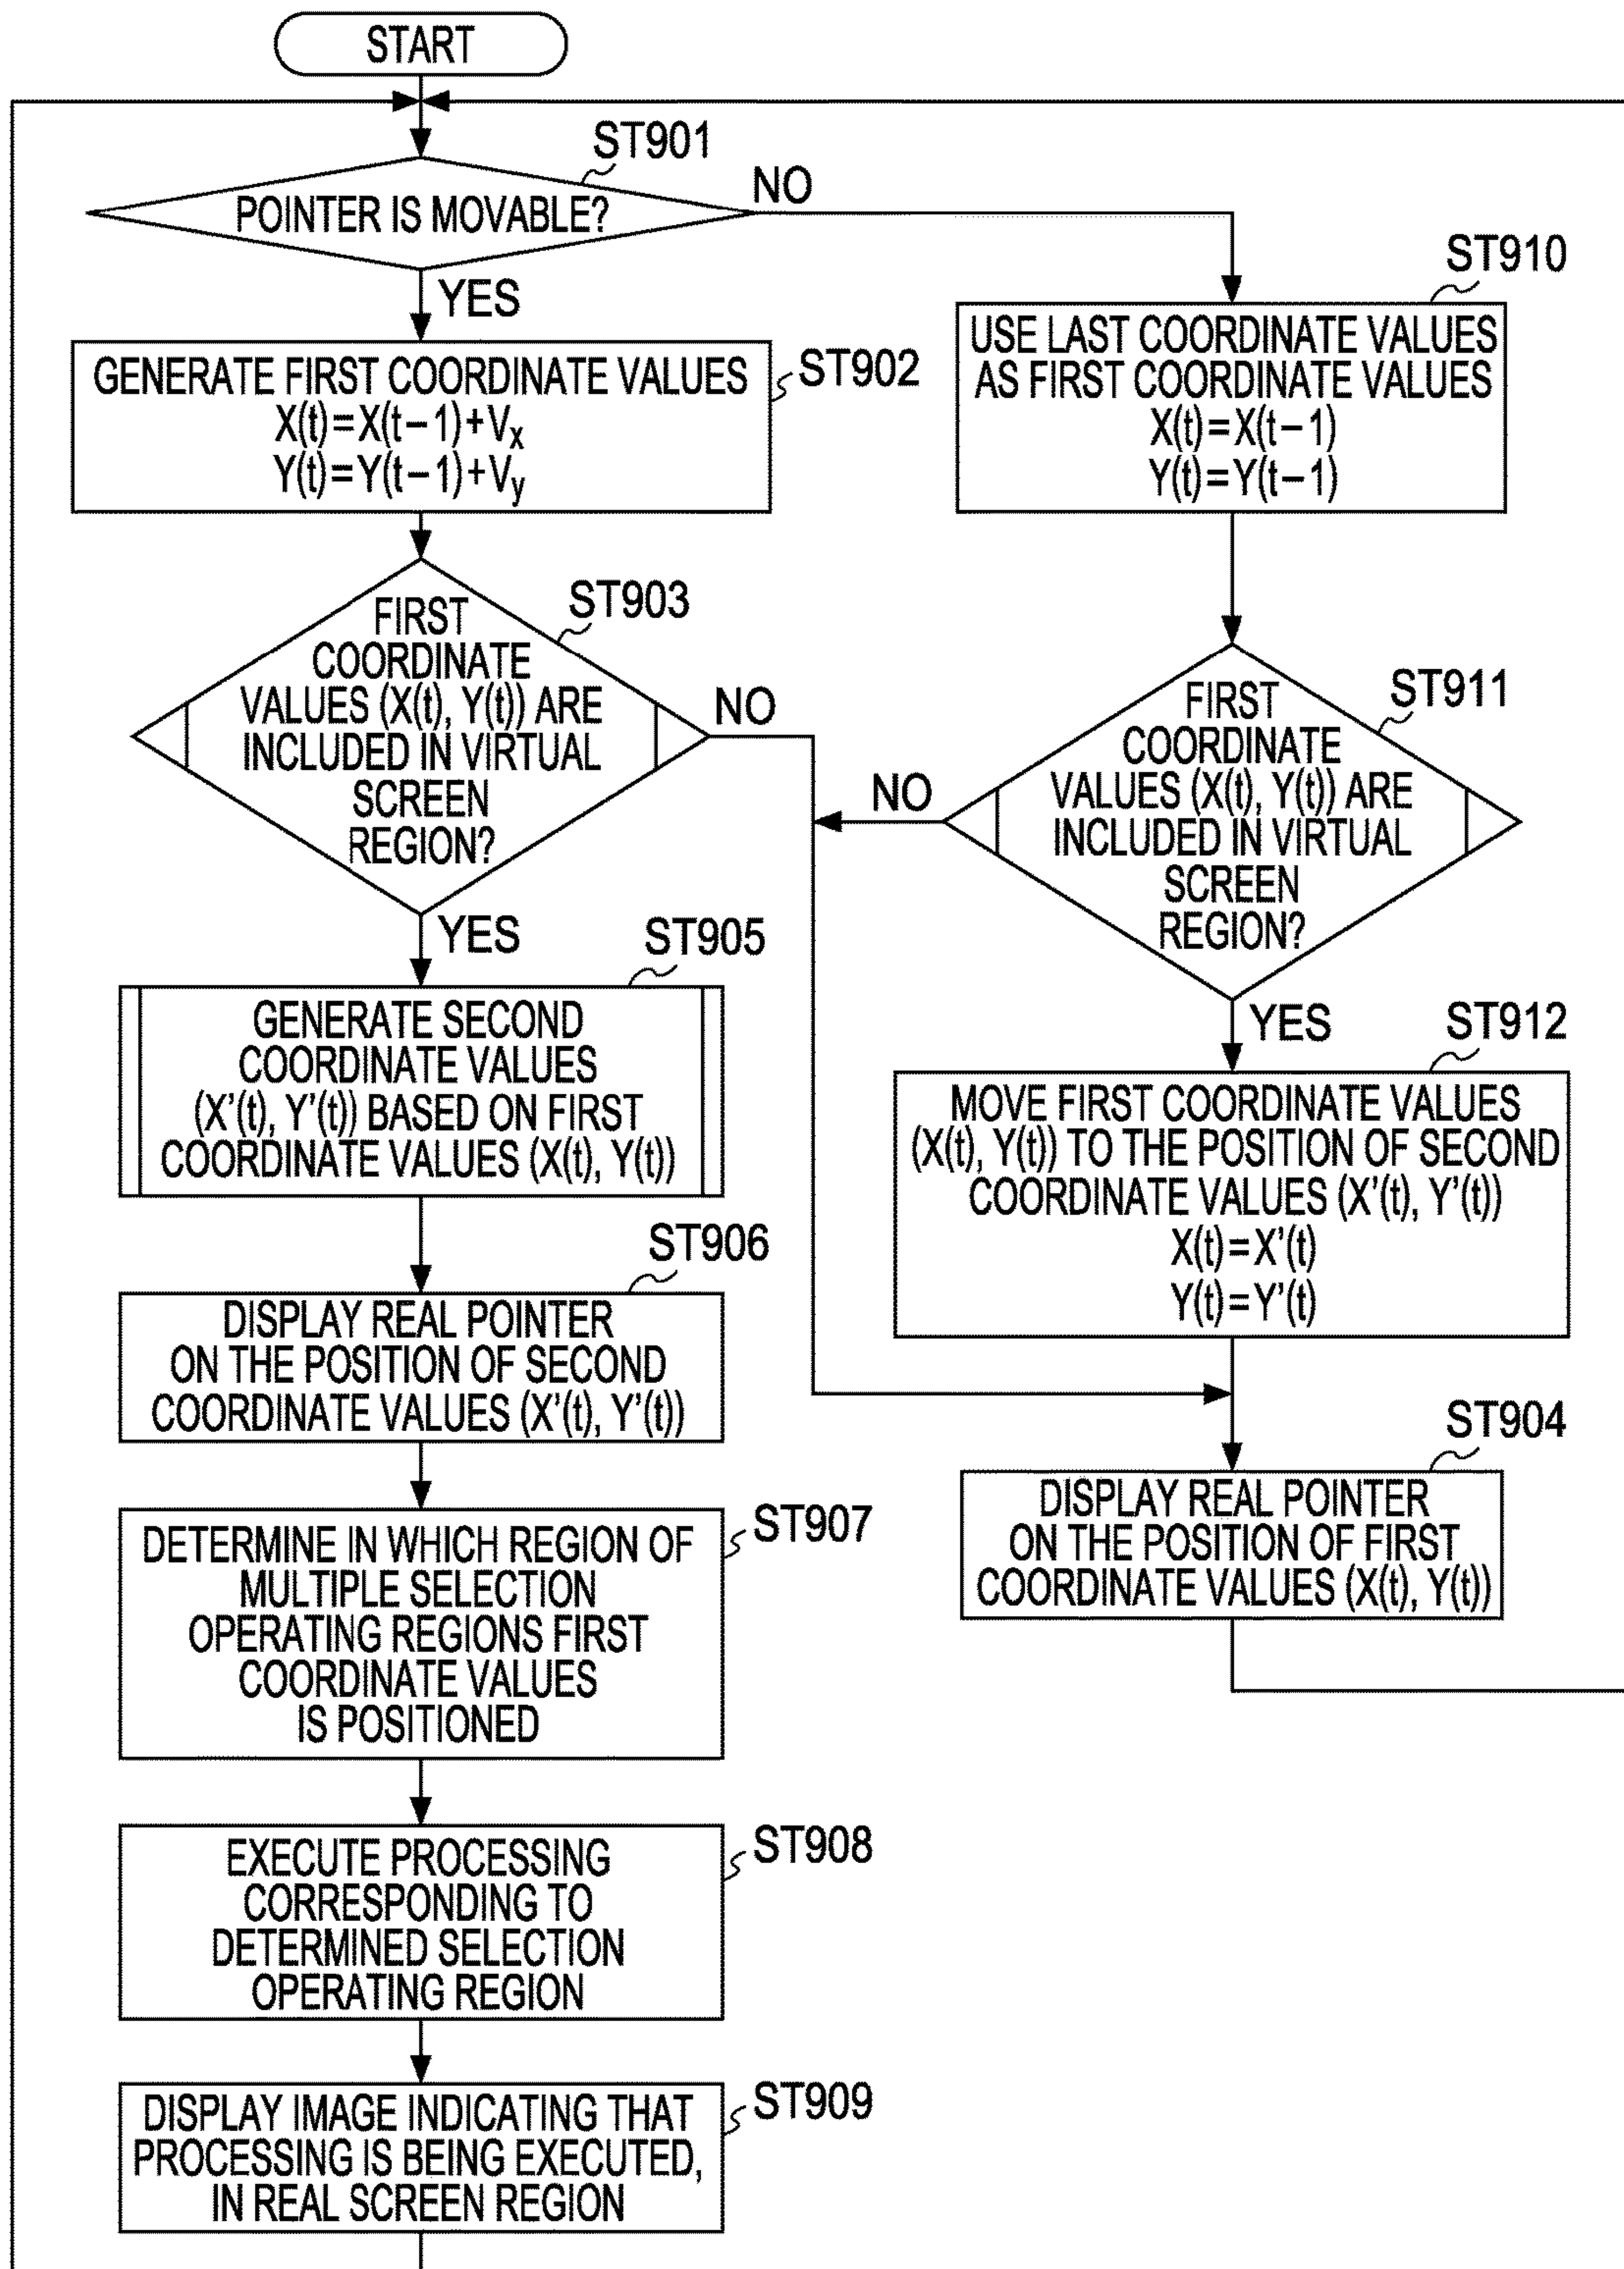 START
ST901
POINTER IS MOVABLE?
NO
YES
ST902
GENERATE FIRST COORDINATE VALUES
X(t)=X(t−1)+Vx
Y(t)=Y(t−1)+Vy
ST903
FIRST
COORDINATE
VALUES (X(t), Y(t)) ARE
INCLUDED IN VIRTUAL
SCREEN
REGION?
NO
YES
ST905
GENERATE SECOND
COORDINATE VALUES
(X’(t), Y’(t)) BASED ON FIRST
COORDINATE VALUES (X(t), Y(t))
ST906
DISPLAY REAL POINTER
ON THE POSITION OF SECOND
COORDINATE VALUES (X’(t), Y’(t))
ST907
DETERMINE IN WHICH REGION OF
MULTIPLE SELECTION
OPERATING REGIONS FIRST
COORDINATE VALUES
IS POSITIONED
ST908
EXECUTE PROCESSING
CORRESPONDING TO
DETERMINED SELECTION
OPERATING REGION
ST909
DISPLAY IMAGE INDICATING THAT
PROCESSING IS BEING EXECUTED,
IN REAL SCREEN REGION
ST910
USE LAST COORDINATE VALUES
AS FIRST COORDINATE VALUES
X(t)=X(t−1)
Y(t)=Y(t−1)
ST911
FIRST
COORDINATE
VALUES (X(t), Y(t)) ARE
INCLUDED IN VIRTUAL
SCREEN
REGION?
NO
YES
ST912
MOVE FIRST COORDINATE VALUES
(X(t), Y(t)) TO THE POSITION OF SECOND
COORDINATE VALUES (X’(t), Y’(t))
X(t)=X’(t)
Y(t)=Y’(t)
ST904
DISPLAY REAL POINTER
ON THE POSITION OF FIRST
COORDINATE VALUES (X(t), Y(t))